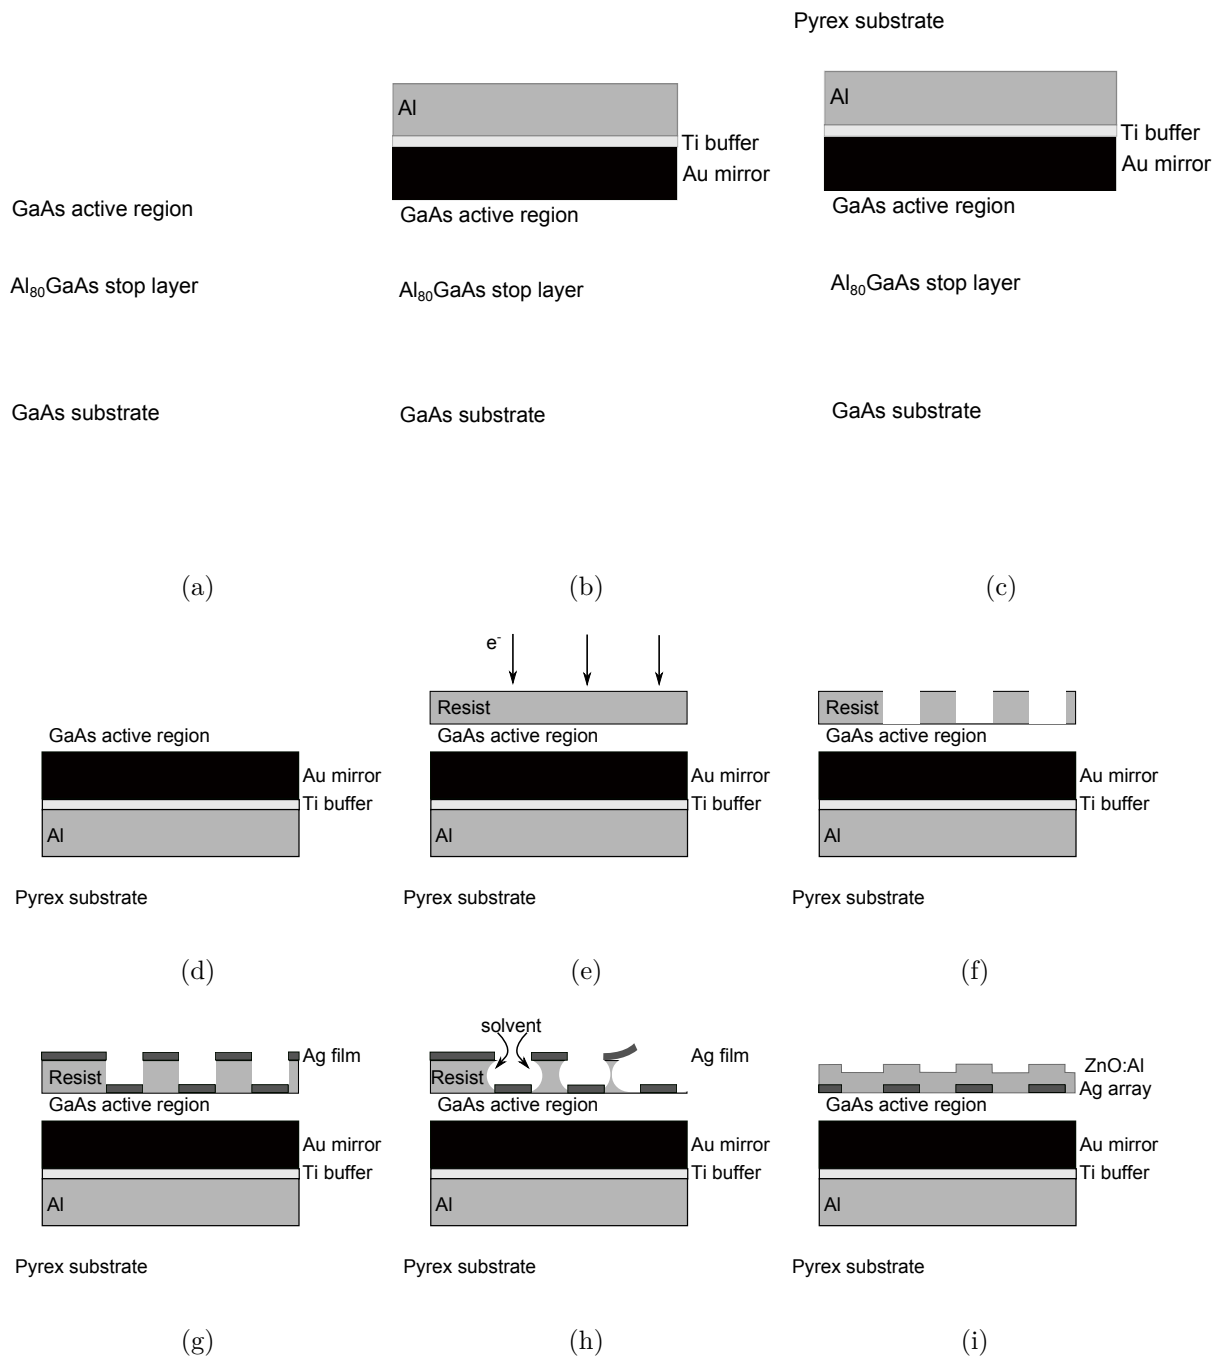 GaAs active region
Al80GaAs stop layer
GaAs substrate
(a)
Al
Ti buffer
Au mirror
GaAs active region
Al80GaAs stop layer
GaAs substrate
(b)
Pyrex substrate
Al
Ti buffer
Au mirror
GaAs active region
Al80GaAs stop layer
GaAs substrate
(c)
GaAs active region
Au mirror
Ti buffer
Al
Pyrex substrate
(d)
e-
Resist
GaAs active region
Au mirror
Ti buffer
Al
Pyrex substrate
(e)
Resist
GaAs active region
Au mirror
Ti buffer
Al
Pyrex substrate
(f)
Ag film
Resist
GaAs active region
Au mirror
Ti buffer
Al
Pyrex substrate
(g)
solvent
Ag film
Resist
GaAs active region
Au mirror
Ti buffer
Al
Pyrex substrate
(h)
ZnO:Al
Ag array
GaAs active region
Au mirror
Ti buffer
Al
Pyrex substrate
(i)